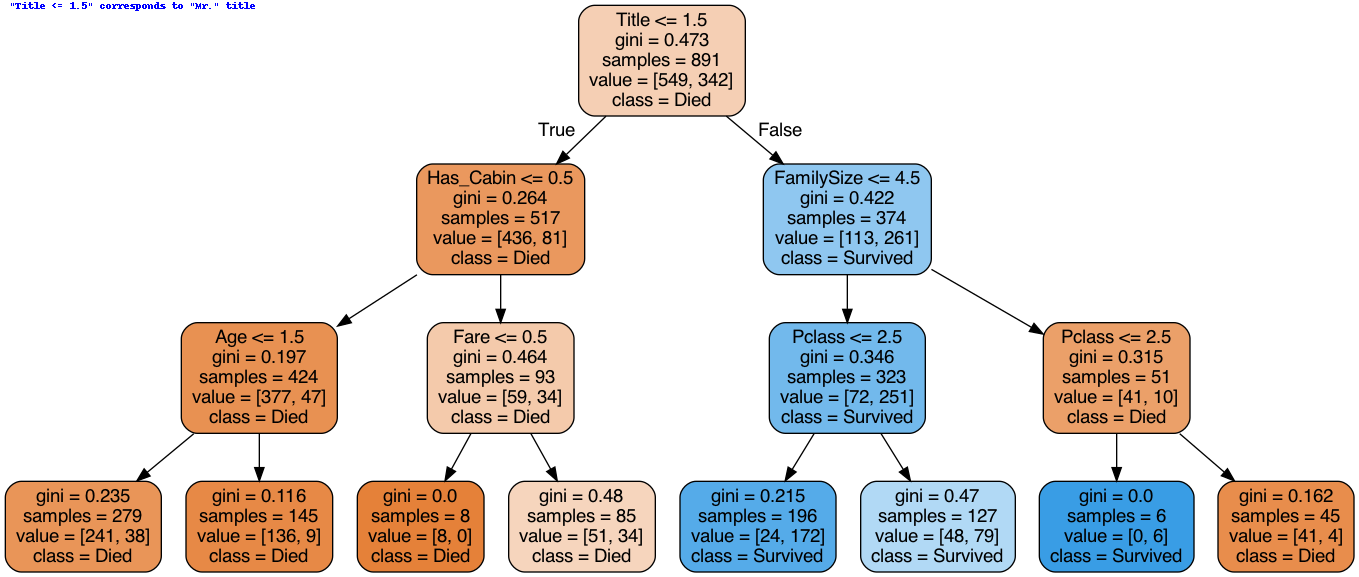 "Title <= 1.5" corresponds to "Mr." title
Title <= 1.5
gini = 0.473
samples = 891
value = [549, 342]
class = Died
True
False
Has_Cabin <= 0.5
gini = 0.264
samples = 517
value = [436, 81]
class = Died
FamilySize <= 4.5
gini = 0.422
samples = 374
value = [113, 261]
class = Survived
Age <= 1.5
gini = 0.197
samples = 424
value = [377, 47]
class = Died
Fare <= 0.5
gini = 0.464
samples = 93
value = [59, 34]
class = Died
Pclass <= 2.5
gini = 0.346
samples = 323
value = [72, 251]
class = Survived
Pclass <= 2.5
gini = 0.315
samples = 51
value = [41, 10]
class = Died
gini = 0.235
samples = 279
value = [241, 38]
class = Died
gini = 0.116
samples = 145
value = [136, 9]
class = Died
gini = 0.0
samples = 8
value = [8, 0]
class = Died
gini = 0.48
samples = 85
value = [51, 34]
class = Died
gini = 0.215
samples = 196
value = [24, 172]
class = Survived
gini = 0.47
samples = 127
value = [48, 79]
class = Survived
gini = 0.0
samples = 6
value = [0, 6]
class = Survived
gini = 0.162
samples = 45
value = [41, 4]
class = Died